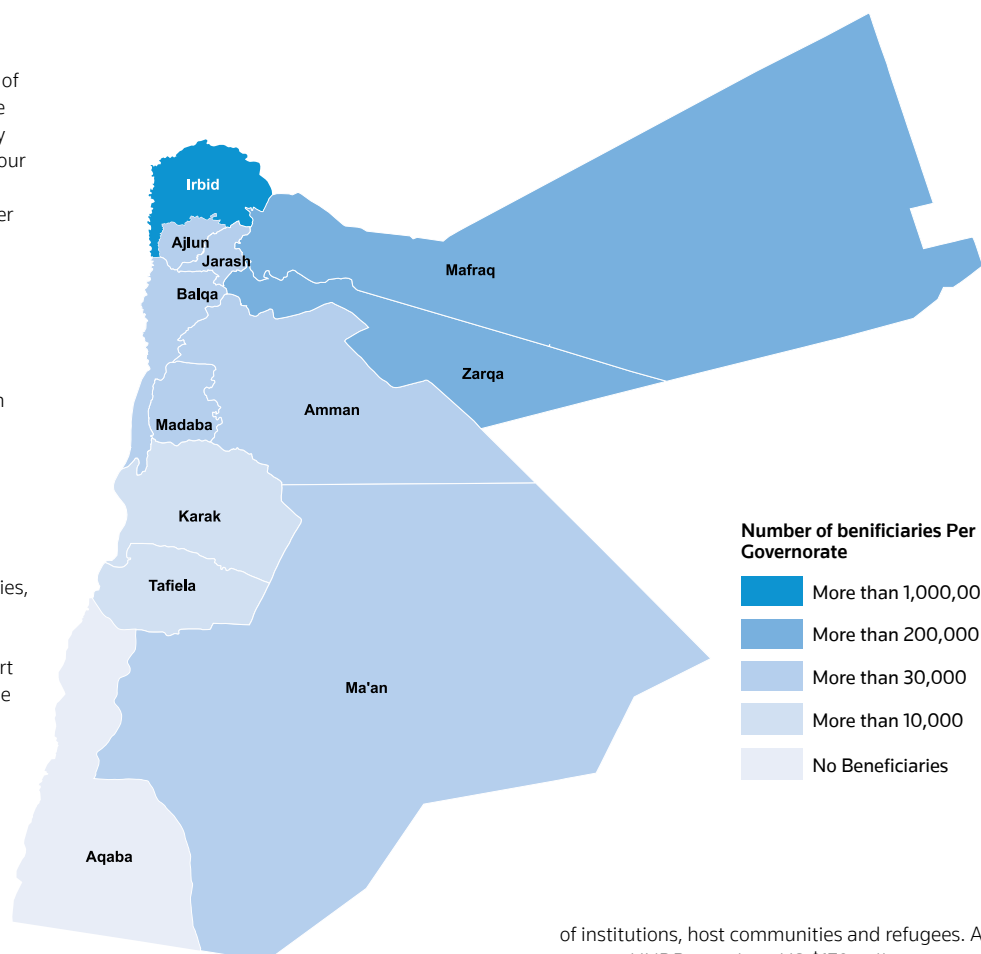 of
e
y
our
er
n
ies,
rt
e
Irbid
Ajlun
Jarash
Mafraq
Balqa
Zarqa
Amman
Madaba
Karak
Tafiela
Ma'an
Aqaba
Number of benificiaries Per
Governorate
More than 1,000,00
More than 200,000
More than 30,000
More than 10,000
No Beneficiaries
of institutions, host communities and refugees. A